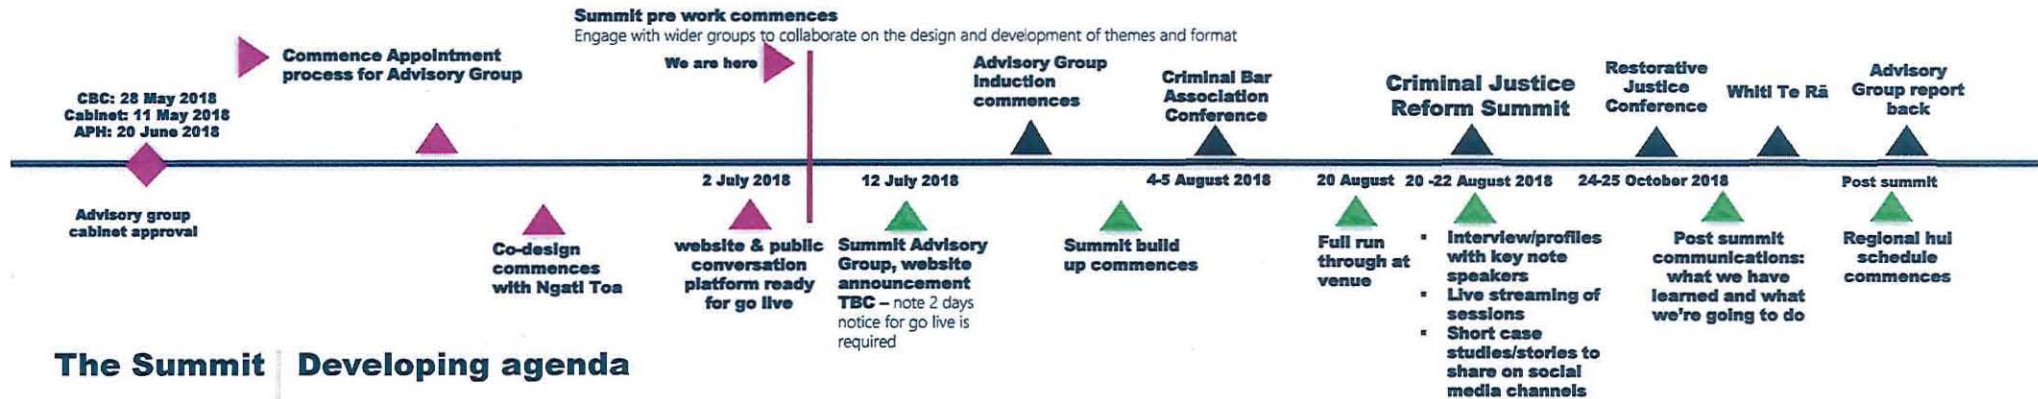 Summit pre work commences
Engage with wider groups to collaborate on the design and development of themes and format
We are here
Commence Appointment
process for Advisory Group
CBC: 28 May 2018
Cabinet: 11 May 2018
APH: 20 June 2018
Advisory Group
Induction
commences
Criminal Bar
Association
Conference
Criminal Justice
Reform Summit
Restorative
Justice
Conference
Whiti Te Rā
Advisory
Group report
back
2 July 2018
12 July 2018
4-5 August 2018
20 August
20 -22 August 2018
24-25 October 2018
Post summit
Advisory group
cabinet approval
Co-design
commences
with Ngati Toa
website & public
conversation
platform ready
for go live
Summit Advisory
Group, website
announcement
TBC – note 2 days
notice for go live is
required
Summit build
up commences
Full run
through at
venue
▪ Interview/profiles
with key note
speakers
▪ Live streaming of
sessions
▪ Short case
studies/stories to
share on social
media channels
Post summit
communications:
what we have
learned and what
we're going to do
Regional hui
schedule
commences
The Summit | Developing agenda